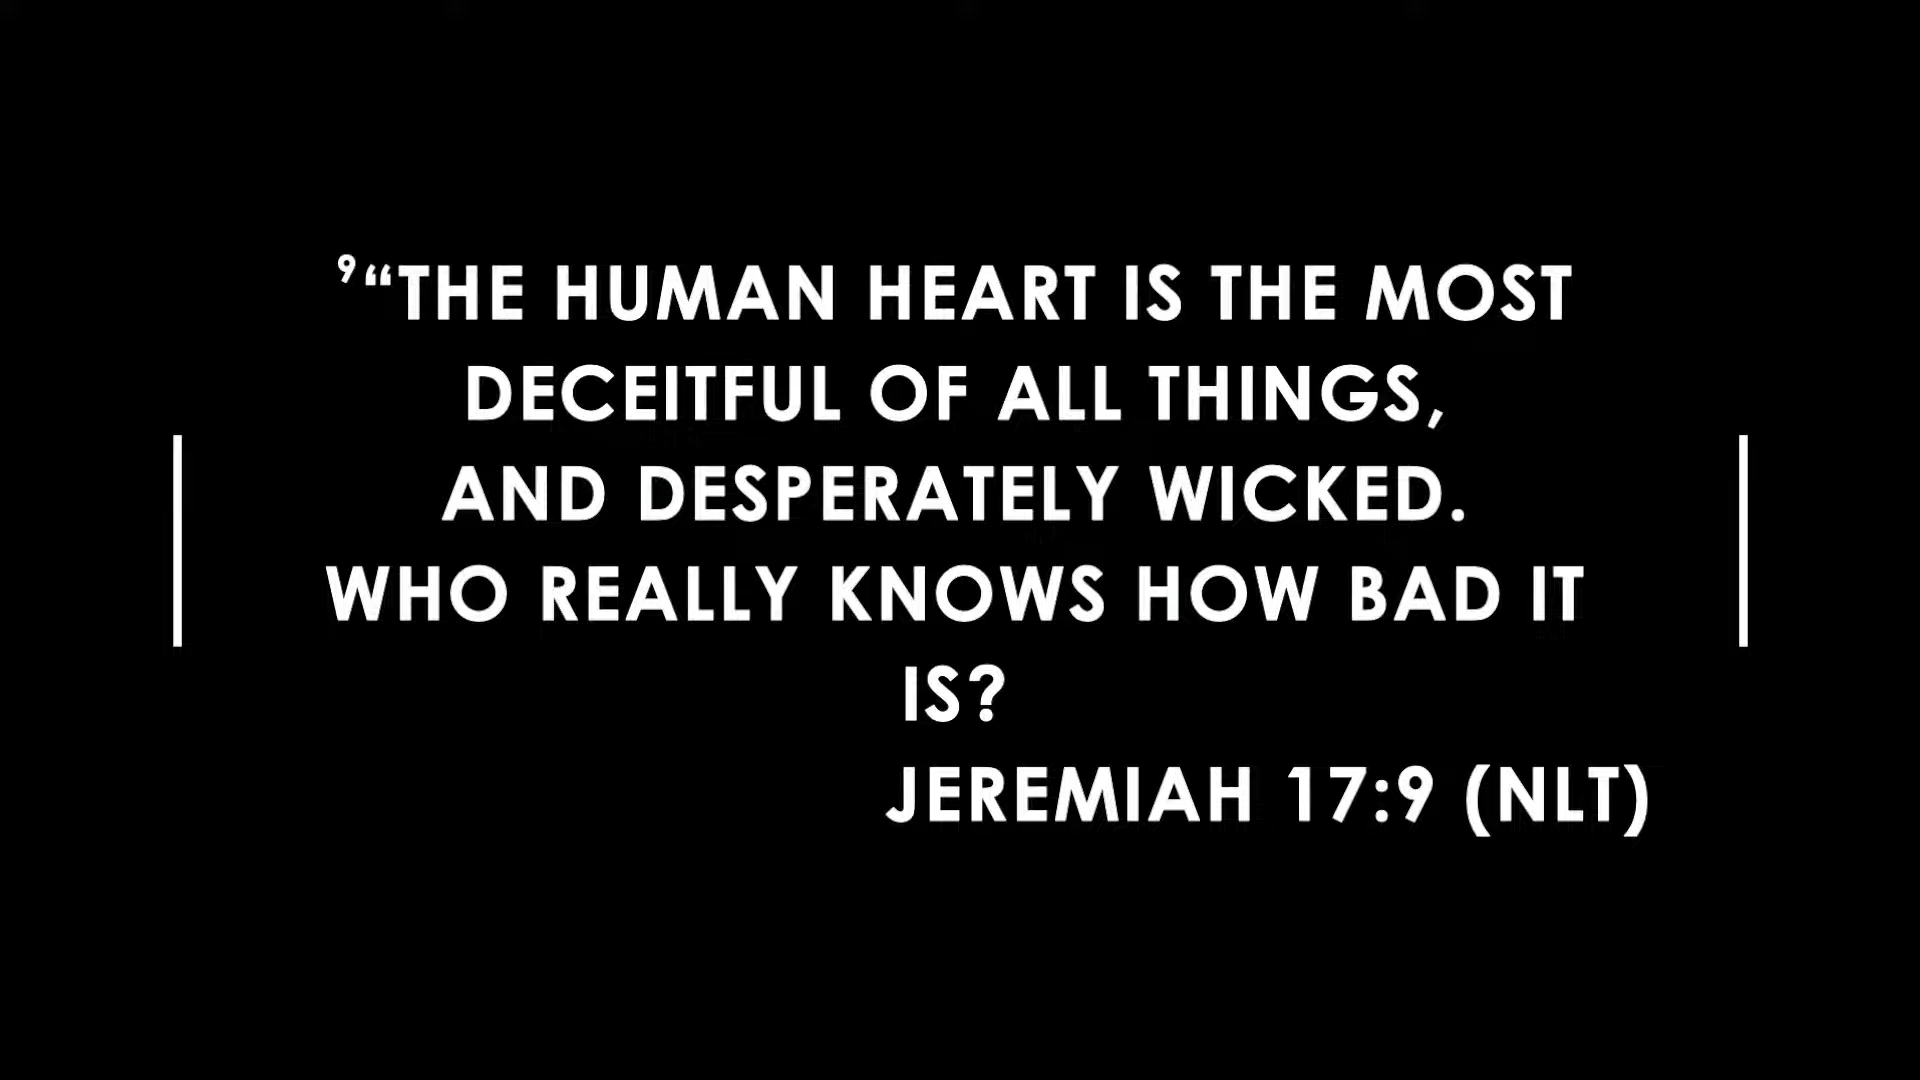 ⁹“THE HUMAN HEART IS THE MOST
DECEITFUL OF ALL THINGS,
AND DESPERATELY WICKED.
WHO REALLY KNOWS HOW BAD IT
IS?
JEREMIAH 17:9 (NLT)